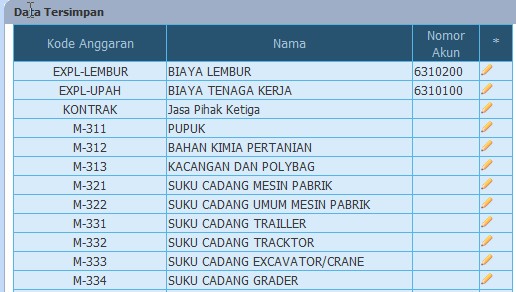 Data Tersimpan
Kode Anggaran Nama Nomor Akun *
EXPL-LEMBUR BIAYA LEMBUR 6310200
EXPL-UPAH BIAYA TENAGA KERJA 6310100
KONTRAK Jasa Pihak Ketiga
M-311 PUPUK
M-312 BAHAN KIMIA PERTANIAN
M-313 KACANGAN DAN POLYBAG
M-321 SUKU CADANG MESIN PABRIK
M-322 SUKU CADANG UMUM MESIN PABRIK
M-331 SUKU CADANG TRAILLER
M-332 SUKU CADANG TRACKTOR
M-333 SUKU CADANG EXCAVATOR/CRANE
M-334 SUKU CADANG GRADER